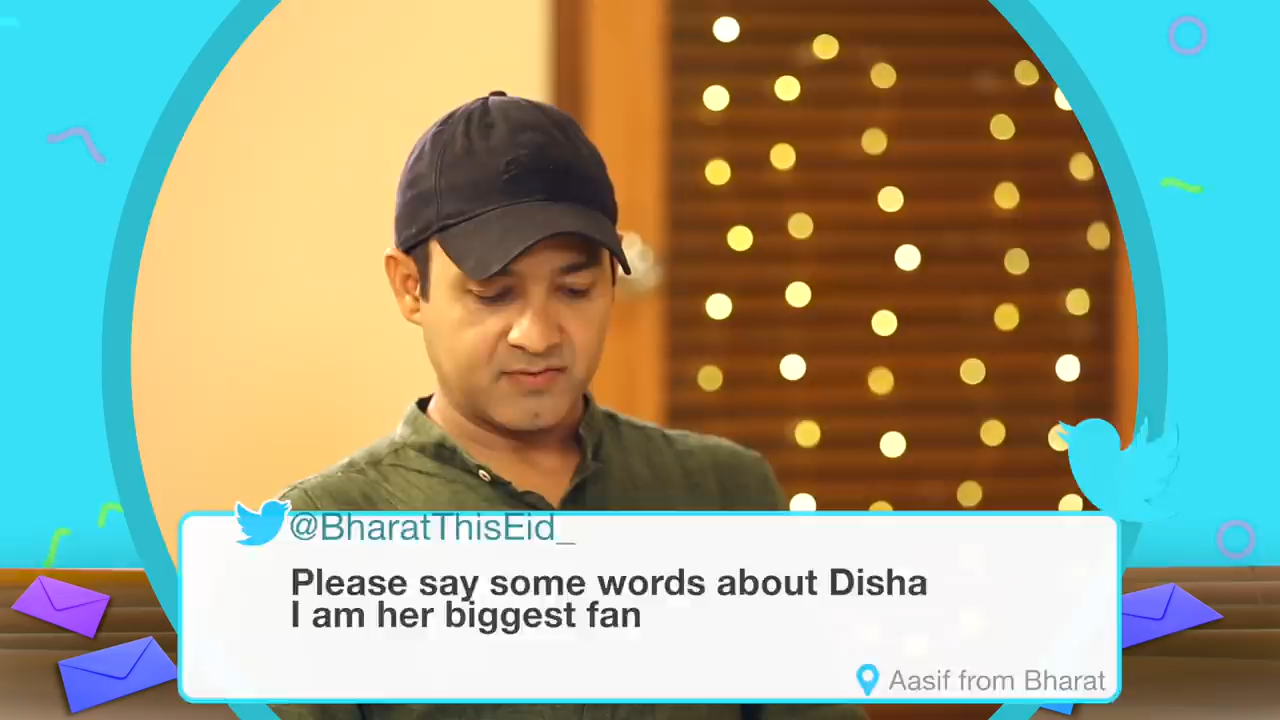 @BharatThisEid_
Please say some words about Disha
I am her biggest fan
Aasif from Bharat